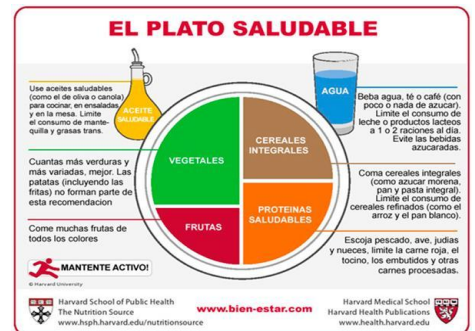 EL PLATO SALUDABLE
Use aceites saludables
(como el de oliva o canola)
para cocinar, en ensaladas
y en la mesa. Limite
el consumo de mante-
quilla y grasas trans.
ACEITE
SALUDABLE
AGUA
Beba agua, té o café (con
poco o nada de azucar).
Limite el consumo de
leche o productos lacteos
a 1 o 2 raciones al día.
Evite las bebidas
azucaradas.
VEGETALES
CEREALES
INTEGRALES
Cuantas más verduras y
más variadas, mejor. Las
patatas (incluyendo las
fritas) no forman parte de
esta recomendacion
Coma cereales integrales
(como azucar morena,
pan y pasta integral).
Limite el consumo de
cereales refinados (como el
arroz y el pan blanco).
FRUTAS
PROTEINAS
SALUDABLES
Come muchas frutas de
todos los colores
Escoja pescado, ave, judias
y nueces, limite la carne roja, el
tocino, los embutidos y otras
carnes procesadas.
MANTENTE ACTIVO!
© Harvard University
Harvard School of Public Health
The Nutrition Source
www.hsph.harvard.edu/nutritionsource
www.bien-estar.com
Harvard Medical School
Harvard Health Publications
www.health.harvard.edu